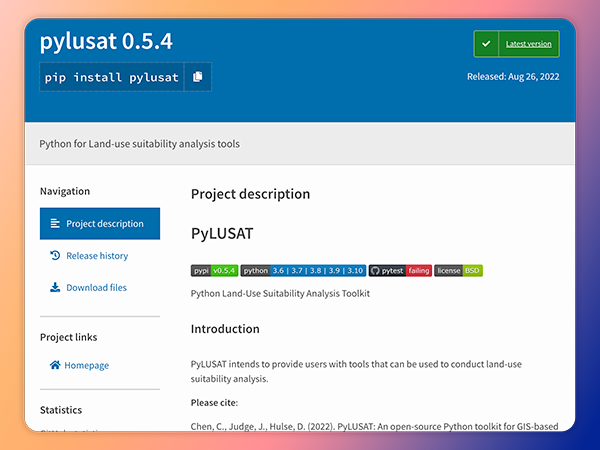 pylusat 0.5.4
pip install pylusat
Latest version
Released: Aug 26, 2022
Python for Land-use suitability analysis tools
Navigation
Project description
Release history
Download files
Project links
Homepage
Statistics
Project description
PyLUSAT
pypi v0.5.4 python 3.6 | 3.7 | 3.8 | 3.9 | 3.10 pytest failing license BSD
Python Land-Use Suitability Analysis Toolkit
Introduction
PyLUSAT intends to provide users with tools that can be used to conduct land-use
suitability analysis.
Please cite:
Chen, C., Judge, J., Hulse, D. (2022). PyLUSAT: An open-source Python toolkit for GIS-based